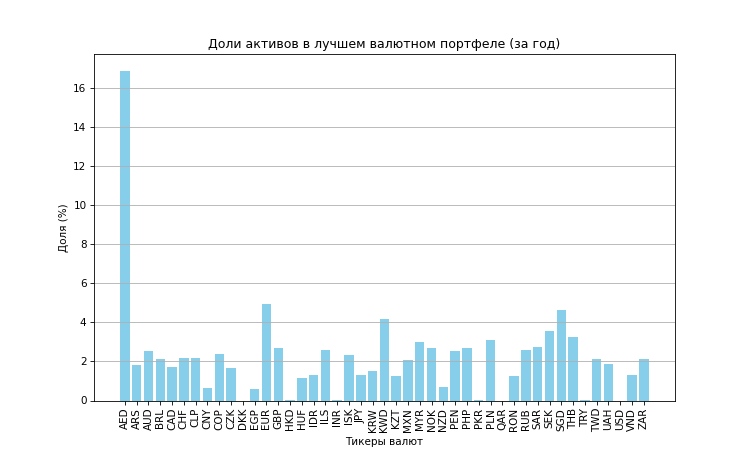 Доли активов в лучшем валютном портфеле (за год)
Доля (%)
16
14
12
10
8
6
4
2
0
AED ARS AUD BRL CAD CHF CLP CNY COP CZK DKK EGP EUR GBP HKD HUF IDR ILS INR ISK JPY KRW KWD KZT MXN MYR NOK NZD PEN PHP PKR PLN QAR RON RUB SAR SEK SGD THB TRY TWD UAH USD VND ZAR
Тикеры валют